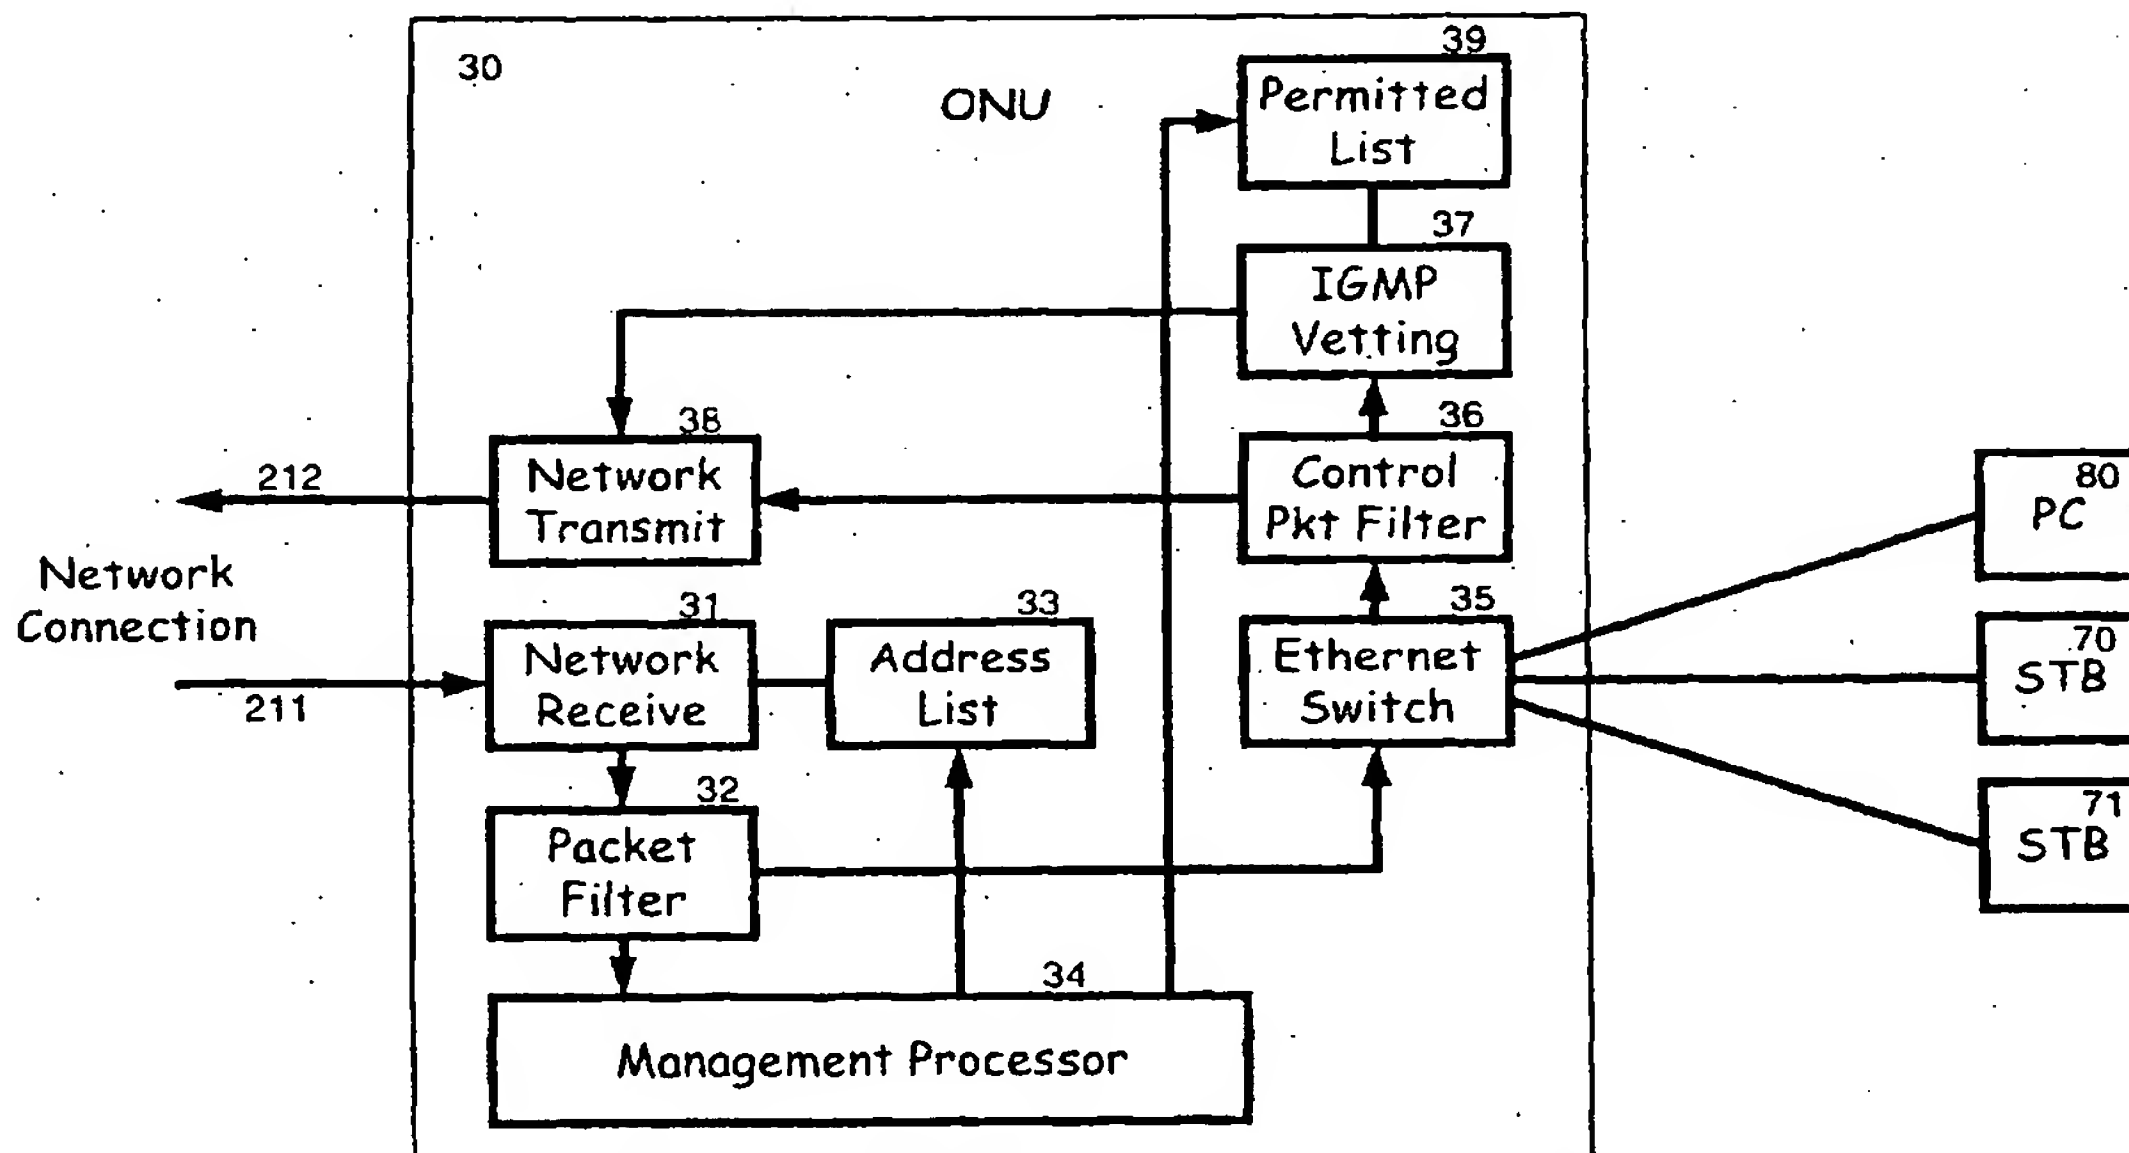 30
ONU
39
Permitted
List
37
IGMP
Vetting
38
Network
Transmit
212
36
Control
Pkt Filter
80
PC
Network
Connection
31
Network
Receive
211
33
Address
List
35
Ethernet
Switch
70
STB
32
Packet
Filter
71
STB
34
Management Processor